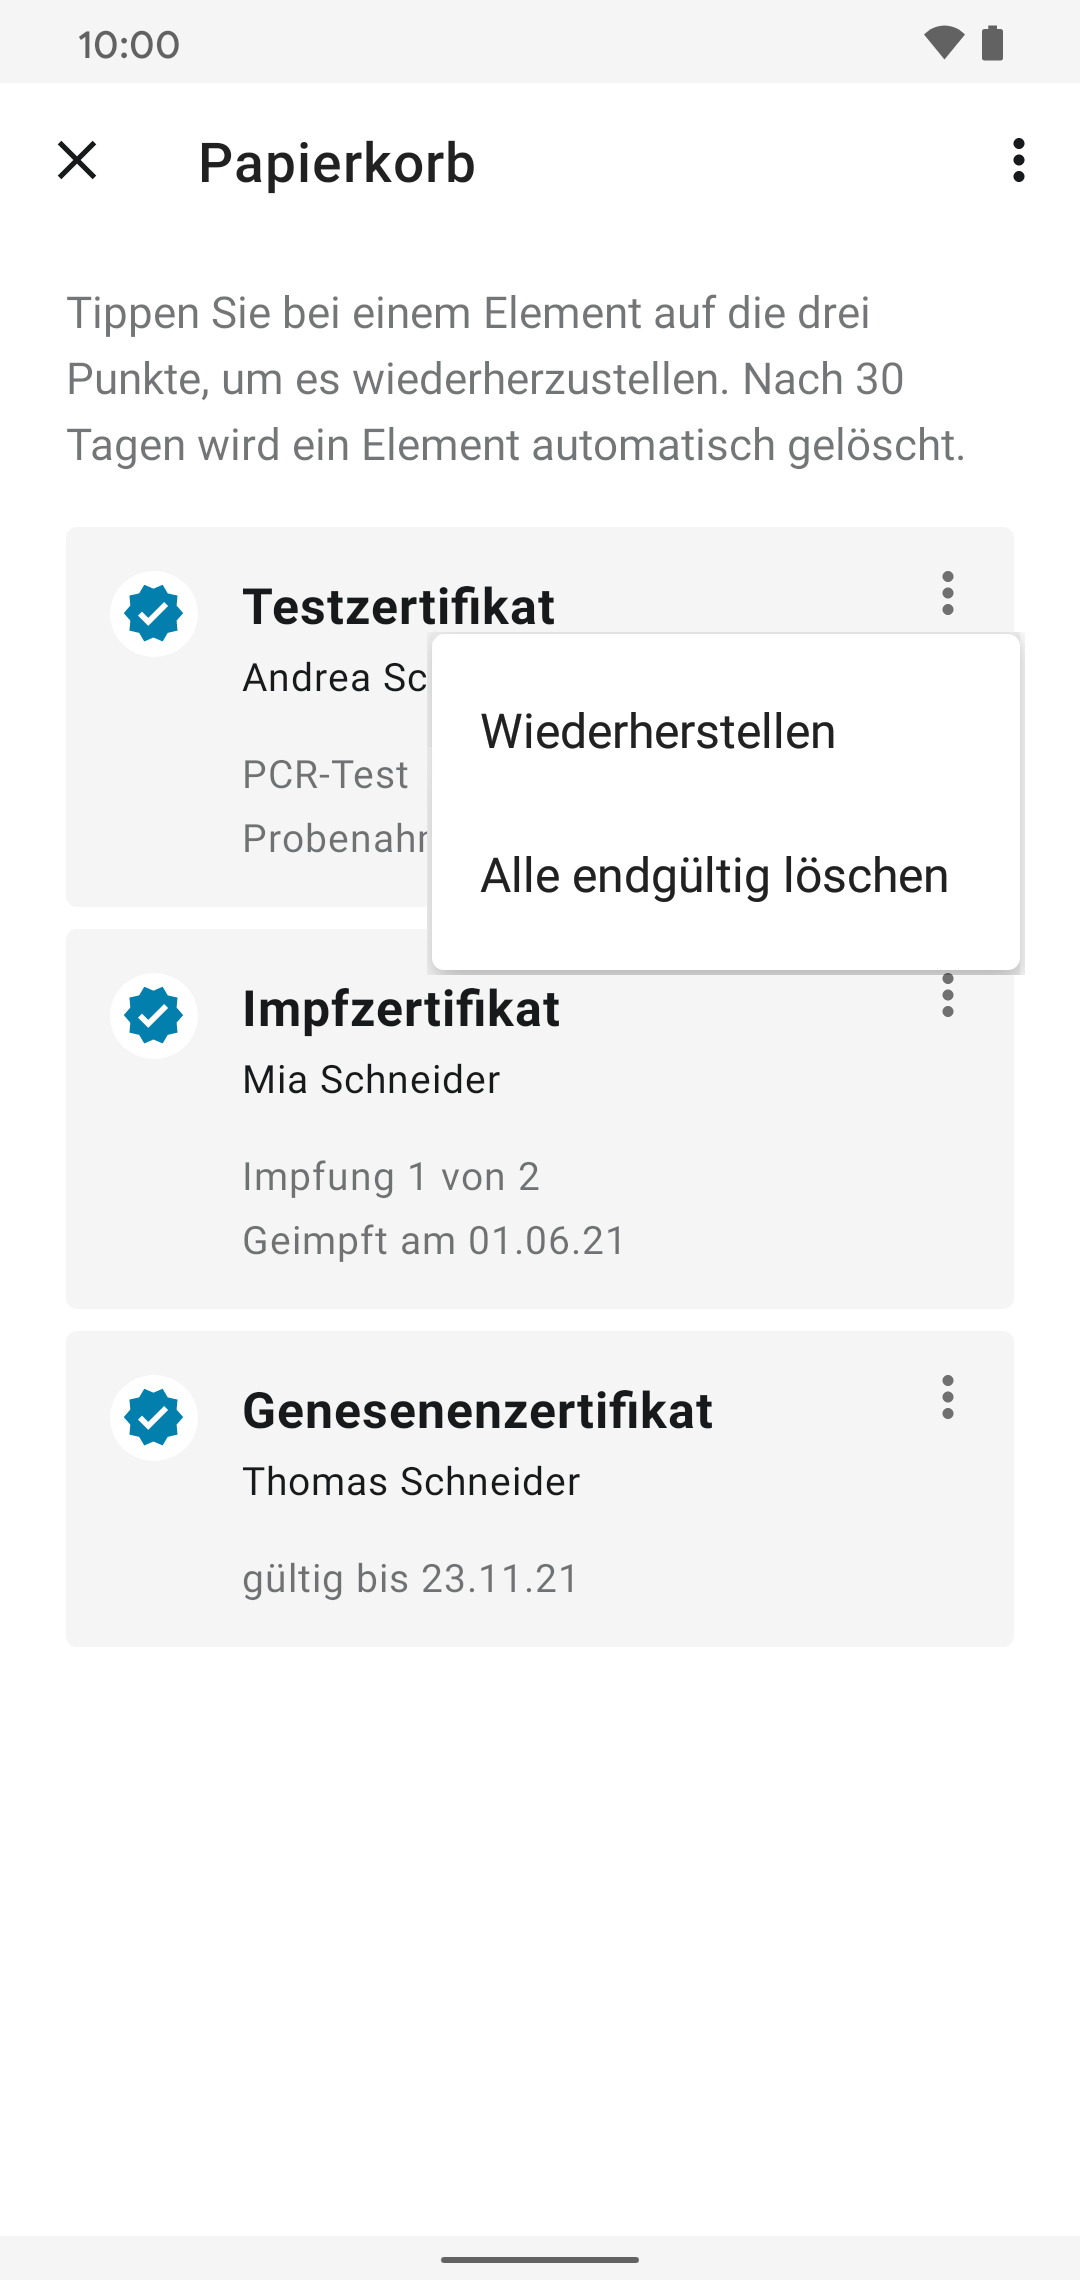 10:00
Papierkorb
Tippen Sie bei einem Element auf die drei
Punkte, um es wiederherzustellen. Nach 30
Tagen wird ein Element automatisch gelöscht.
Testzertifikat
Andrea Sc
PCR-Test
Wiederherstellen
Alle endgültig löschen
Impfzertifikat
Mia Schneider
Impfung 1 von 2
Geimpft am 01.06.21
Genesenenzertifikat
Thomas Schneider
gültig bis 23.11.21